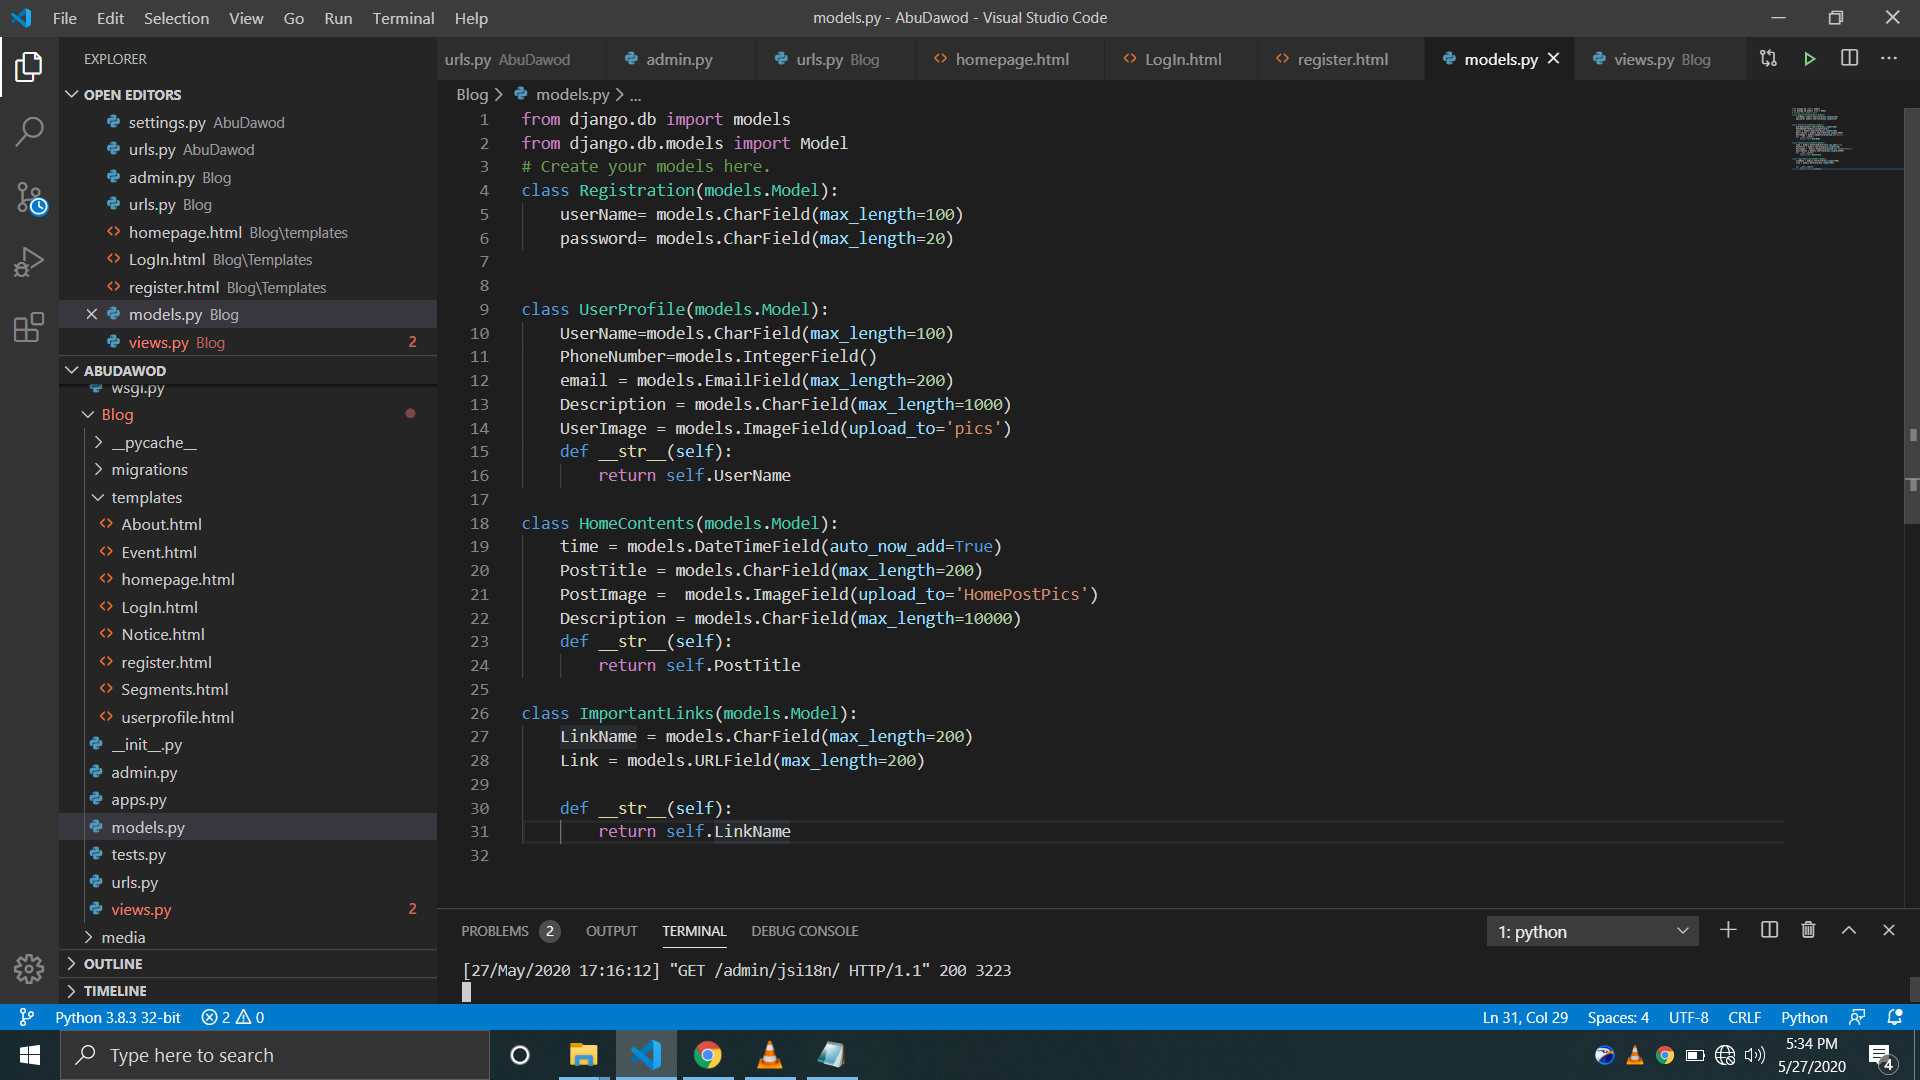 File Edit Selection View Go Run Terminal Help
models.py - AbuDawod - Visual Studio Code
EXPLORER
OPEN EDITORS
settings.py AbuDawod
urls.py AbuDawod
admin.py Blog
urls.py Blog
homepage.html Blog\templates
LogIn.html Blog\Templates
register.html Blog\Templates
models.py Blog
views.py Blog 2
ABUDAWOD
wsgi.py
Blog
__pycache__
migrations
templates
About.html
Event.html
homepage.html
LogIn.html
Notice.html
register.html
Segments.html
userprofile.html
__init__.py
admin.py
apps.py
models.py
tests.py
urls.py
views.py 2
media
OUTLINE
TIMELINE
urls.py AbuDawod admin.py urls.py Blog homepage.html LogIn.html register.html models.py views.py Blog
Blog > models.py > ...
1 from django.db import models
2 from django.db.models import Model
3 # Create your models here.
4 class Registration(models.Model):
5     userName= models.CharField(max_length=100)
6     password= models.CharField(max_length=20)
7
8
9 class UserProfile(models.Model):
10     UserName=models.CharField(max_length=100)
11     PhoneNumber=models.IntegerField()
12     email = models.EmailField(max_length=200)
13     Description = models.CharField(max_length=1000)
14     UserImage = models.ImageField(upload_to='pics')
15     def __str__(self):
16         return self.UserName
17
18 class HomeContents(models.Model):
19     time = models.DateTimeField(auto_now_add=True)
20     PostTitle = models.CharField(max_length=200)
21     PostImage =  models.ImageField(upload_to='HomePostPics')
22     Description = models.CharField(max_length=10000)
23     def __str__(self):
24         return self.PostTitle
25
26 class ImportantLinks(models.Model):
27     LinkName = models.CharField(max_length=200)
28     Link = models.URLField(max_length=200)
29
30     def __str__(self):
31         return self.LinkName
32
PROBLEMS 2 OUTPUT TERMINAL DEBUG CONSOLE 1: python
[27/May/2020 17:16:12] "GET /admin/jsi18n/ HTTP/1.1" 200 3223
Python 3.8.3 32-bit 2 0 Ln 31, Col 29 Spaces: 4 UTF-8 CRLF Python
Type here to search
5:34 PM
5/27/2020
4